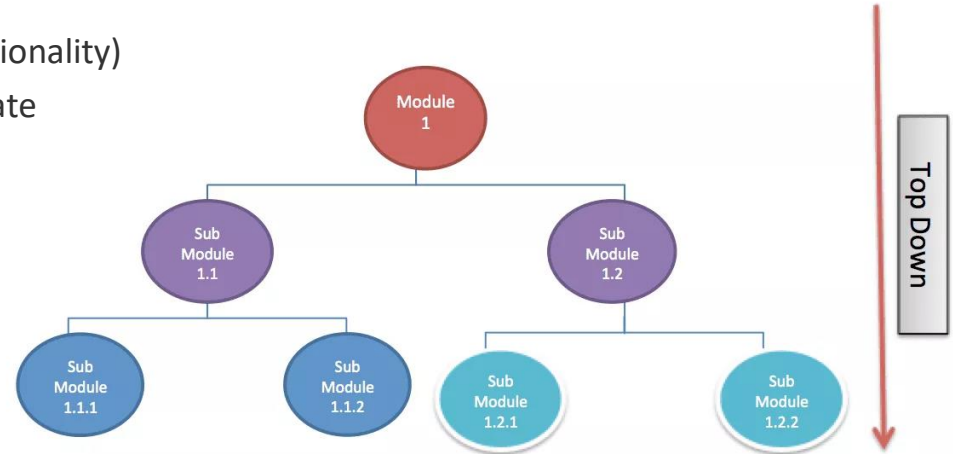 ionality)
ate
Module
1
Sub
Module
1.1
Sub
Module
1.2
Sub
Module
1.1.1
Sub
Module
1.1.2
Sub
Module
1.2.1
Sub
Module
1.2.2
Top Down